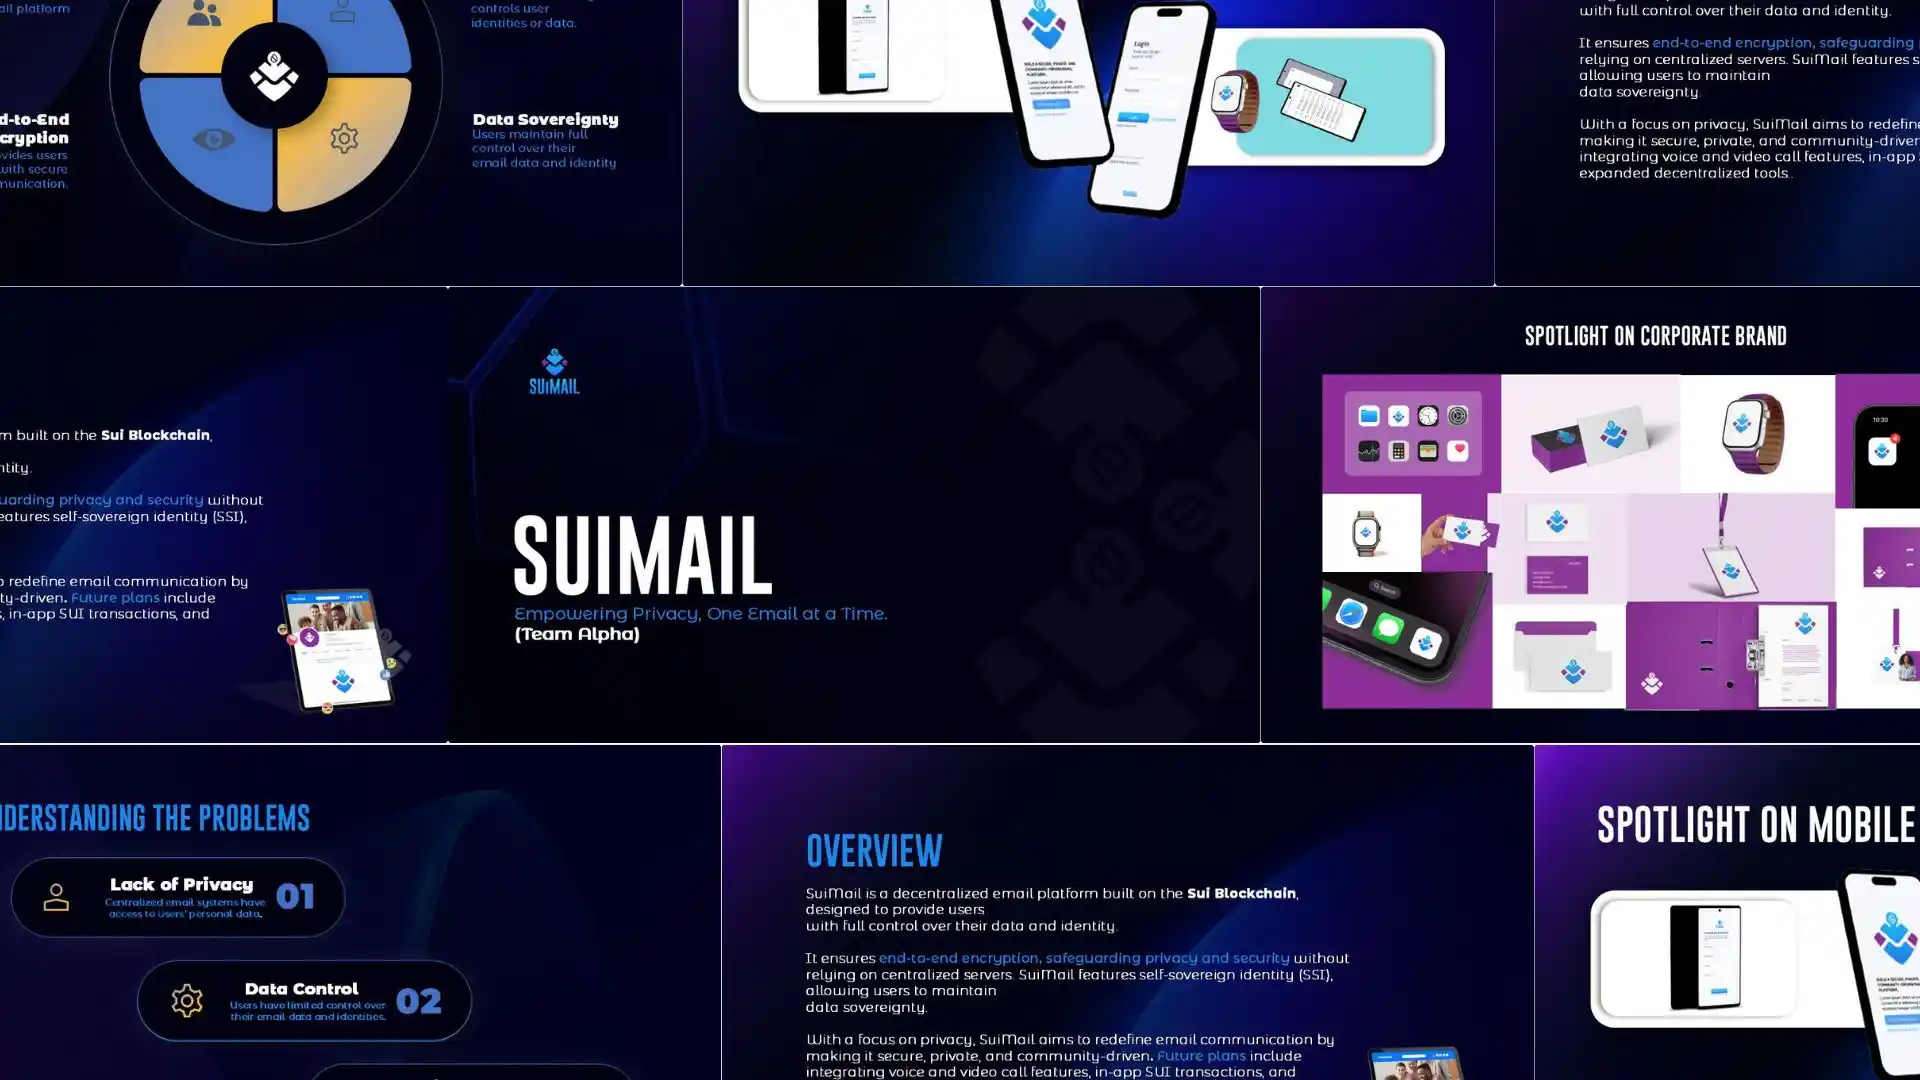 ail platform
controls user
identities or data.
d-to-End
cryption
vides users
with secure
munication.
Data Sovereignty
Users maintain full
control over their
email data and identity
Login
with full control over their data and identity.
It ensures end-to-end encryption, safeguarding
relying on centralized servers. SuiMail features s
allowing users to maintain
data sovereignty.
With a focus on privacy, SuiMail aims to redefine
making it secure, private, and community-driven
integrating voice and video call features, in-app
expanded decentralized tools..
m built on the Sui Blockchain,
ntity.
uarding privacy and security without
eatures self-sovereign identity (SSI),
o redefine email communication by
ty-driven. Future plans include
s, in-app SUI transactions, and
SUIMAIL
SUIMAIL
Empowering Privacy, One Email at a Time.
(Team Alpha)
SPOTLIGHT ON CORPORATE BRAND
10:30
Search
NDERSTANDING THE PROBLEMS
Lack of Privacy
Centralized email systems have
access to users' personal data.
01
Data Control
Users have limited control over
their email data and identities.
02
OVERVIEW
SuiMail is a decentralized email platform built on the Sui Blockchain,
designed to provide users
with full control over their data and identity.
It ensures end-to-end encryption, safeguarding privacy and security without
relying on centralized servers. SuiMail features self-sovereign identity (SSI),
allowing users to maintain
data sovereignty.
With a focus on privacy, SuiMail aims to redefine email communication by
making it secure, private, and community-driven. Future plans include
integrating voice and video call features, in-app SUI transactions, and
SPOTLIGHT ON MOBILE